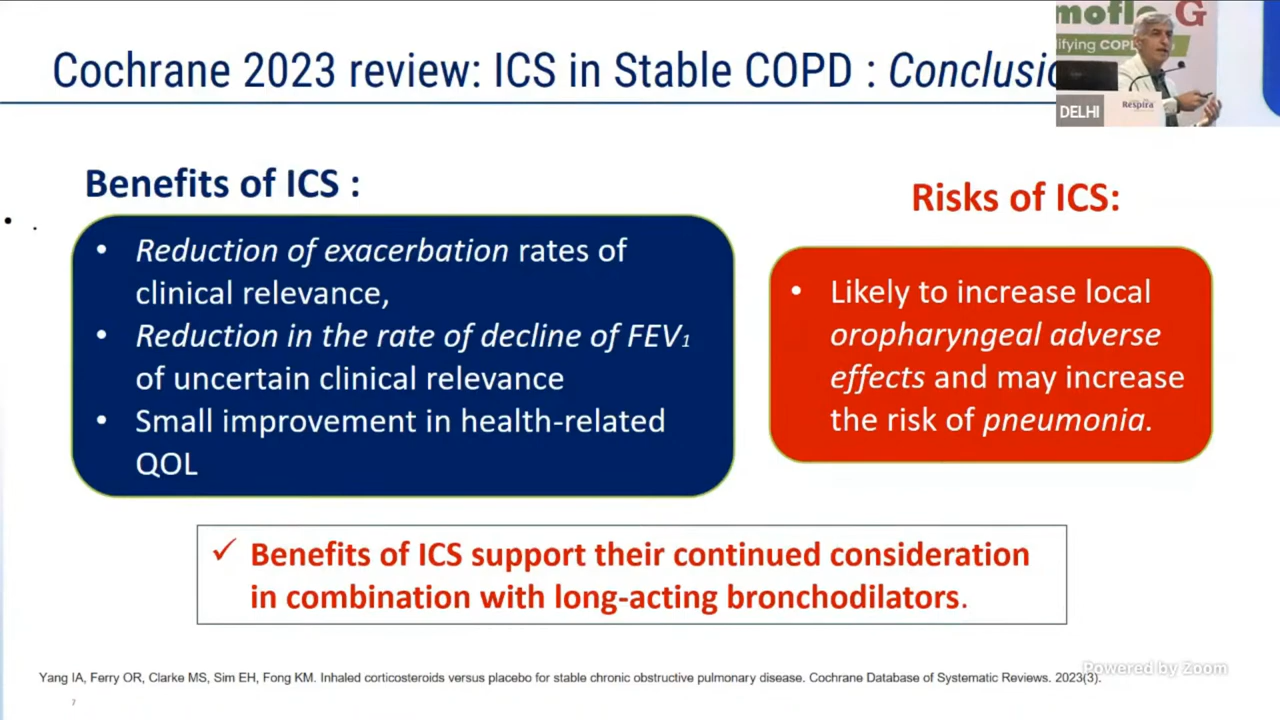 Cochrane 2023 review: ICS in Stable COPD : Conclusio
G
DELHI
Respira
Benefits of ICS :
• Reduction of exacerbation rates of
clinical relevance,
• Reduction in the rate of decline of FEV₁
of uncertain clinical relevance
• Small improvement in health-related
QOL
Risks of ICS:
• Likely to increase local
oropharyngeal adverse
effects and may increase
the risk of pneumonia.
✓ Benefits of ICS support their continued consideration
in combination with long-acting bronchodilators.
Powered by Zoom
Yang IA, Ferry OR, Clarke MS, Sim EH, Fong KM. Inhaled corticosteroids versus placebo for stable chronic obstructive pulmonary disease. Cochrane Database of Systematic Reviews. 2023(3).
7